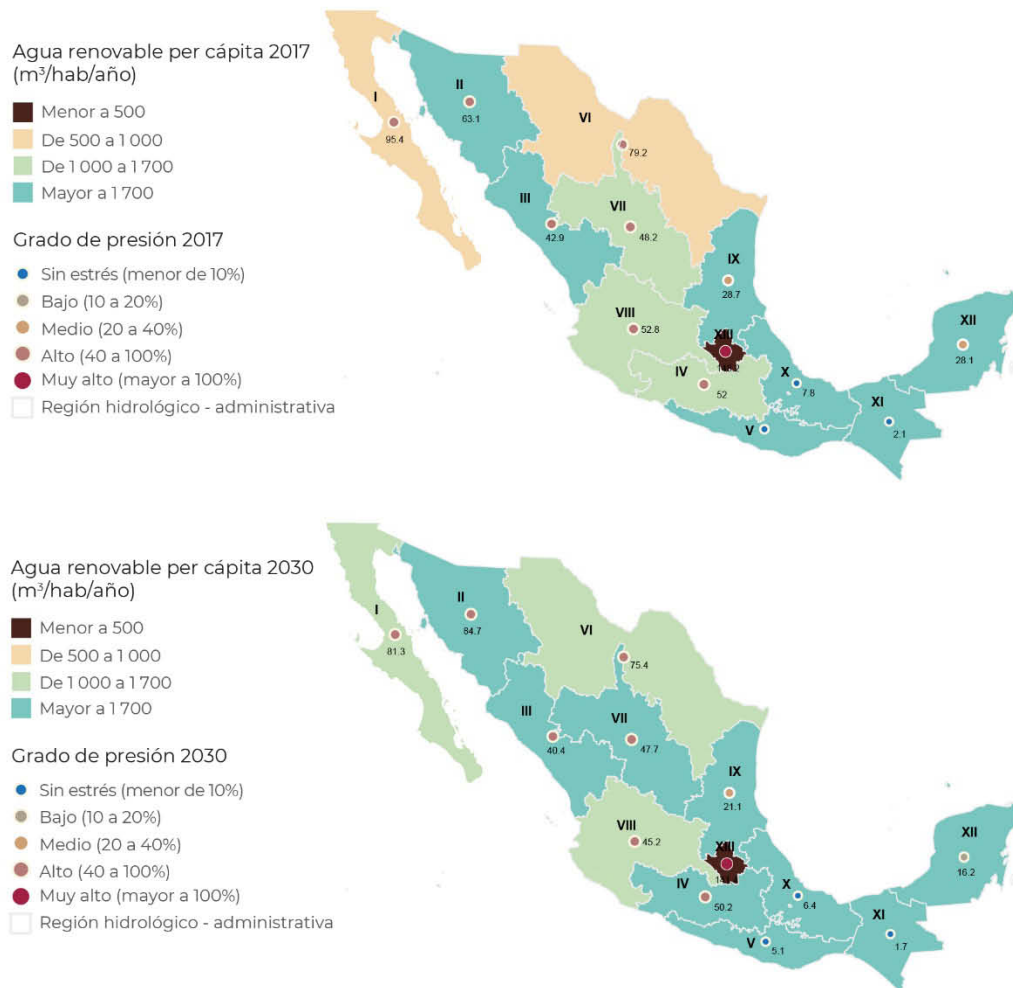 Agua renovable per cápita 2017
(m³/hab/año)
Menor a 500
De 500 a 1 000
De 1 000 a 1 700
Mayor a 1 700
Grado de presión 2017
Sin estrés (menor de 10%)
Bajo (10 a 20%)
Medio (20 a 40%)
Alto (40 a 100%)
Muy alto (mayor a 100%)
Región hidrológico - administrativa
I
95.4
II
63.1
VI
79.2
III
42.9
VII
48.2
IX
28.7
VIII
52.8
XIII
IV
52
X
7.8
XII
28.1
XI
2.1
V
Agua renovable per cápita 2030
(m³/hab/año)
Menor a 500
De 500 a 1 000
De 1 000 a 1 700
Mayor a 1 700
Grado de presión 2030
Sin estrés (menor de 10%)
Bajo (10 a 20%)
Medio (20 a 40%)
Alto (40 a 100%)
Muy alto (mayor a 100%)
Región hidrológico - administrativa
I
81.3
II
84.7
VI
75.4
III
40.4
VII
47.7
IX
21.1
VIII
45.2
XIII
IV
50.2
X
6.4
XII
16.2
XI
1.7
V
5.1